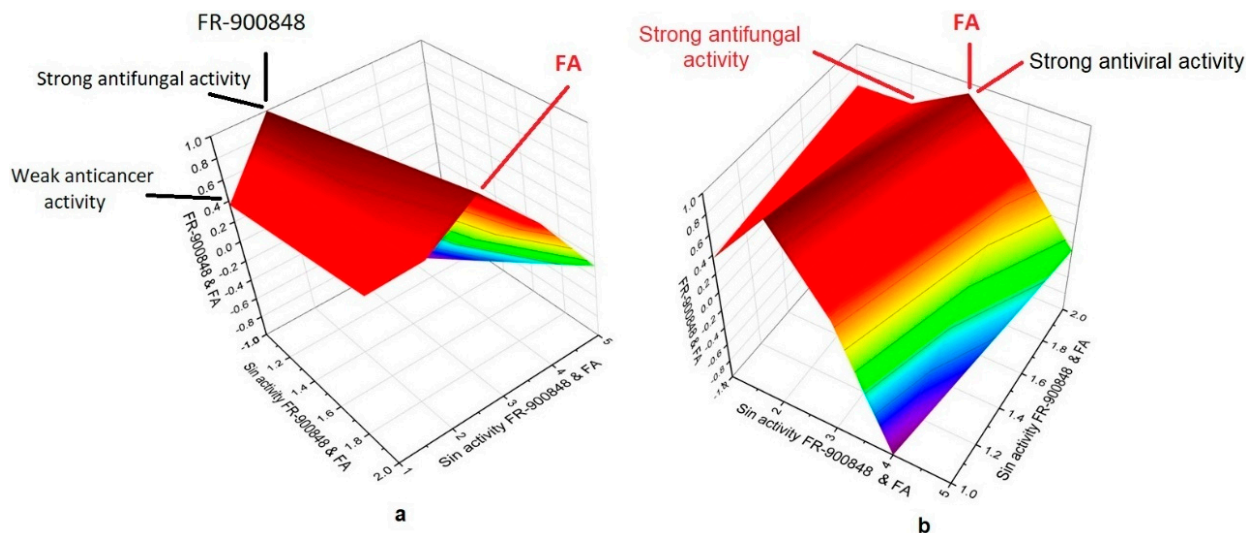 FR-900848
Strong antifungal activity
FA
Weak anticancer
activity
1.0
0.8
0.6
0.4
0.2
0.0
-0.2
-0.4
-0.6
-0.8
-1.0
FR-900848 & FA
1.2
1.4
1.6
1.8
2.0
Sin activity FR-900848 & FA
1
2
3
4
5
Sin activity FR-900848 & FA
a
Strong antifungal
activity
FA
Strong antiviral activity
1.0
0.8
0.6
0.4
0.2
0.0
-0.2
-0.4
-0.6
-0.8
FR-900848 & FA
2
3
4
5
Sin activity FR-900848 & FA
1.0
1.2
1.4
1.6
1.8
2.0
Sin activity FR-900848 & FA
b